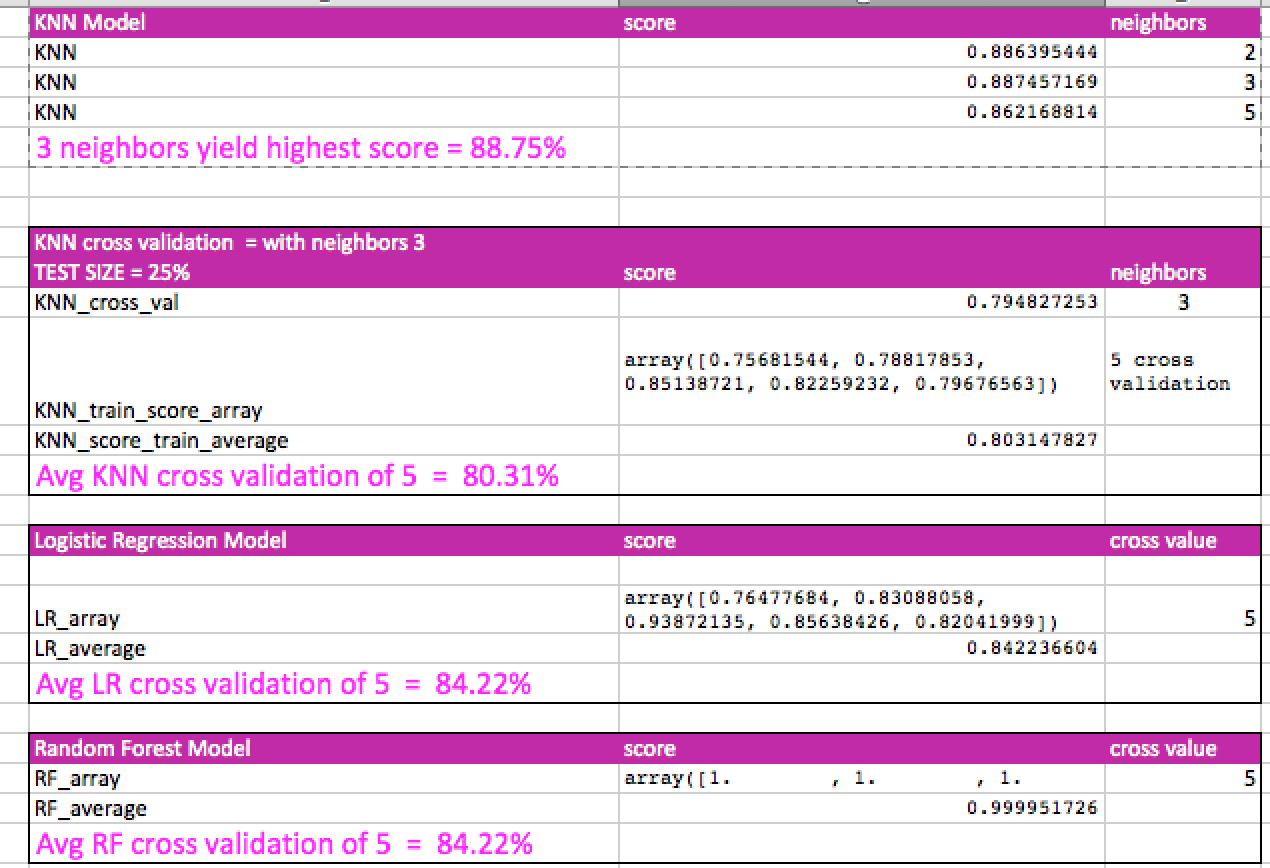 KNN Model score neighbors
KNN 0.886395444 2
KNN 0.887457169 3
KNN 0.862168814 5
3 neighbors yield highest score = 88.75%
KNN cross validation = with neighbors 3
TEST SIZE = 25% score neighbors
KNN_cross_val 0.794827253 3
array([0.75681544, 0.78817853, 5 cross
0.85138721, 0.82259232, 0.79676563]) validation
KNN_train_score_array
KNN_score_train_average 0.803147827
Avg KNN cross validation of 5 = 80.31%
Logistic Regression Model score cross value
array([0.76477684, 0.83088058,
LR_array 0.93872135, 0.85638426, 0.82041999]) 5
LR_average 0.842236604
Avg LR cross validation of 5 = 84.22%
Random Forest Model score cross value
RF_array array([1. , 1. , 1. 5
RF_average 0.999951726
Avg RF cross validation of 5 = 84.22%